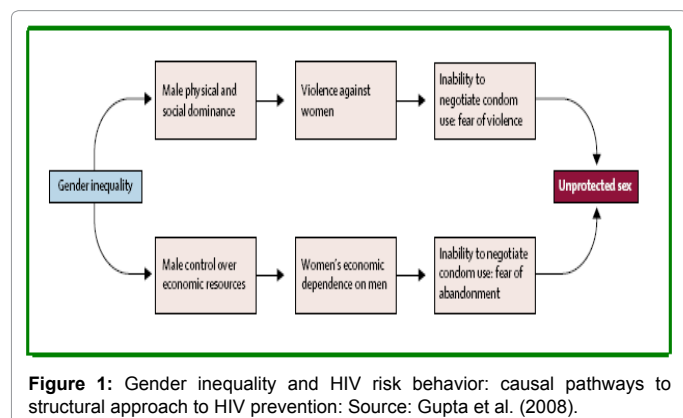 Male physical and
social dominance
Violence against
women
Inability to
negotiate condom
use: fear of violence
Gender inequality
Unprotected sex
Male control over
economic resources
Women's economic
dependence on men
Inability to negotiate
condom use: fear of
abandonment
Figure 1: Gender inequality and HIV risk behavior: causal pathways to
structural approach to HIV prevention: Source: Gupta et al. (2008).